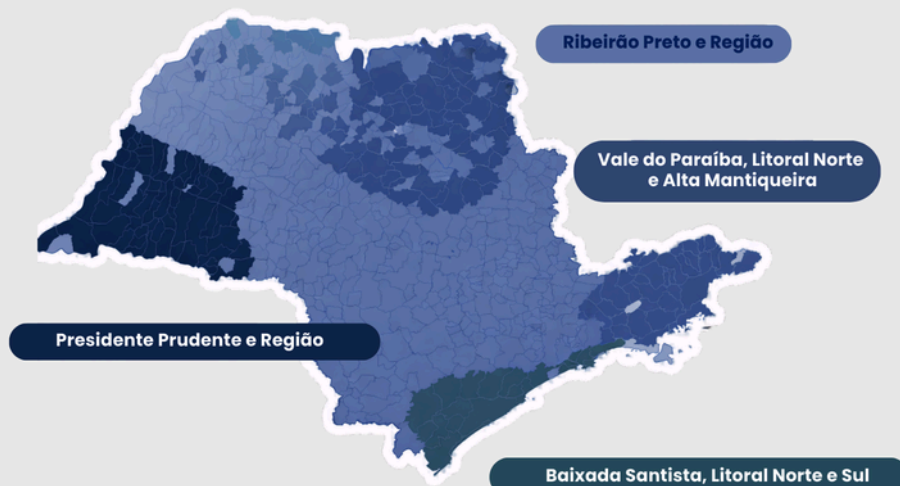 Ribeirão Preto e Região
Vale do Paraíba, Litoral Norte
e Alta Mantiqueira
Presidente Prudente e Região
Baixada Santista, Litoral Norte e Sul